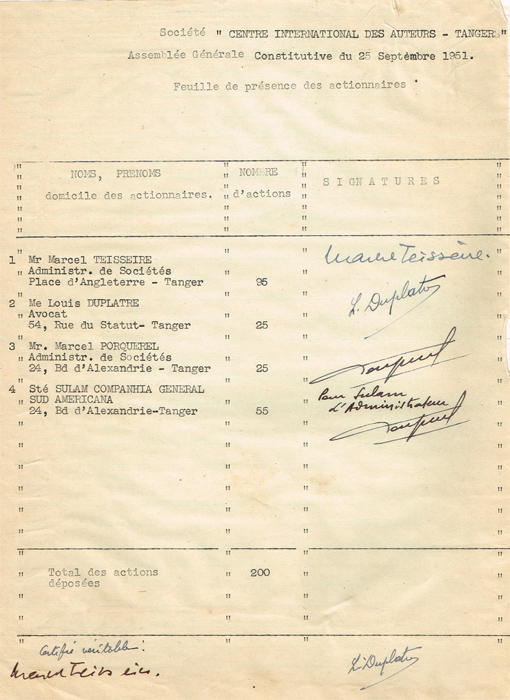 Société " CENTRE INTERNATIONAL DES AUTEURS - TANGER"
Assemblée Générale Constitutive du 25 Septembre 1951.
Feuille de présence des actionnaires
NOMS, PRENOMS
domicile des actionnaires.
NOMBRE
d'actions
SIGNATURES
1 Mr Marcel TEISSEIRE
Administr. de Sociétés
Place d'Angleterre - Tanger 95
Marcel Teisseire.
2 Me Louis DUPLATRE
Avocat
54, Rue du Statut- Tanger 25
L. Duplatre
3 Mr. Marcel PORQUEREL
Administr. de Sociétés
24, Bd d'Alexandrie - Tanger 25
4 Sté SULAM COMPANHIA GENERAL
SUD AMERICANA
24, Bd d'Alexandrie-Tanger 55
Pour Sulam
L'Administrateur
Total des actions
déposées
200
Certifié véritable :
Marcel Teisseire.
L. Duplatre